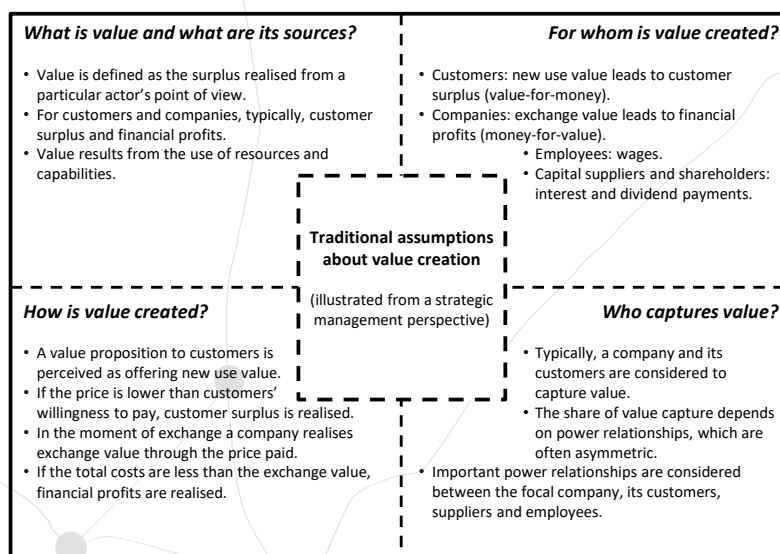 What is value and what are its sources?
• Value is defined as the surplus realised from a
particular actor's point of view.
• For customers and companies, typically, customer
surplus and financial profits.
• Value results from the use of resources and
capabilities.
For whom is value created?
• Customers: new use value leads to customer
surplus (value-for-money).
• Companies: exchange value leads to financial
profits (money-for-value).
• Employees: wages.
• Capital suppliers and shareholders:
interest and dividend payments.
Traditional assumptions
about value creation
(illustrated from a strategic
management perspective)
How is value created?
• A value proposition to customers is
perceived as offering new use value.
• If the price is lower than customers'
willingness to pay, customer surplus is realised.
• In the moment of exchange a company realises
exchange value through the price paid.
• If the total costs are less than the exchange value,
financial profits are realised.
Who captures value?
• Typically, a company and its
customers are considered to
capture value.
• The share of value capture depends
on power relationships, which are
often asymmetric.
• Important power relationships are considered
between the focal company, its customers,
suppliers and employees.